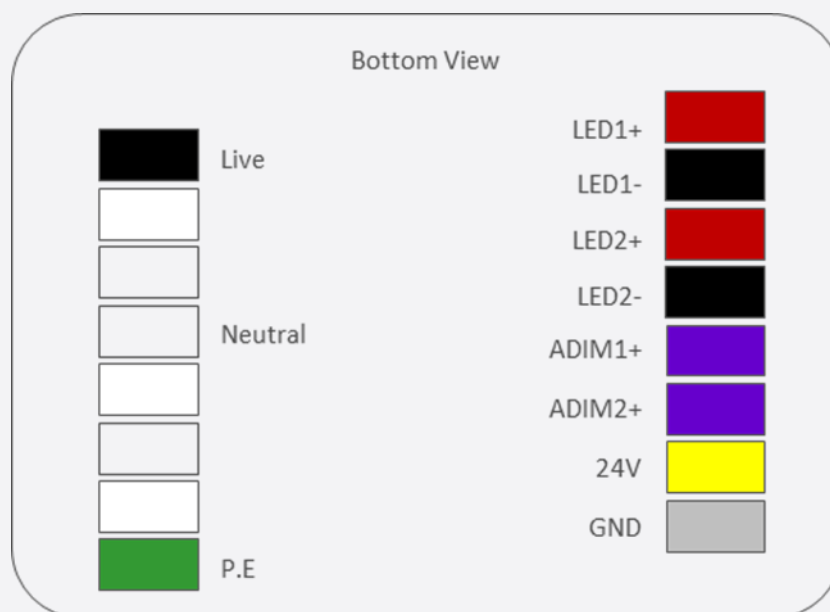 Bottom View
Live
Neutral
P.E
LED1+
LED1-
LED2+
LED2-
ADIM1+
ADIM2+
24V
GND